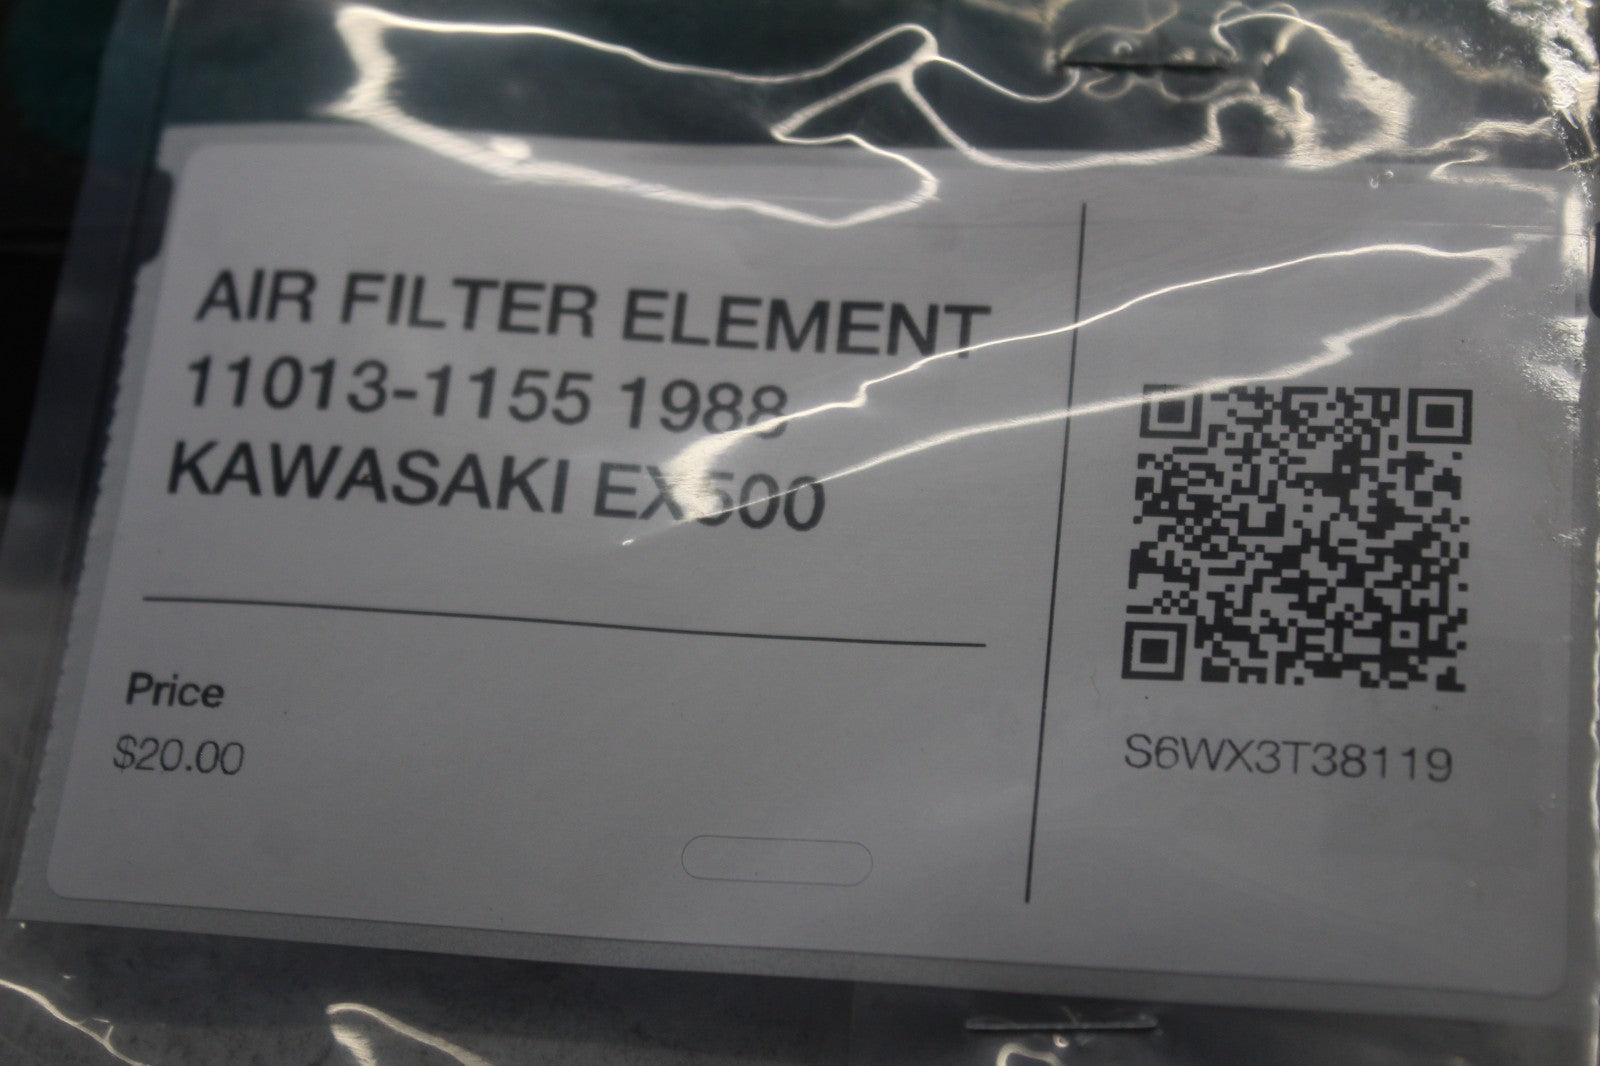 AIR FILTER ELEMENT
11013-1155 1988
KAWASAKI EX500
Price
$20.00
S6WX3T38119